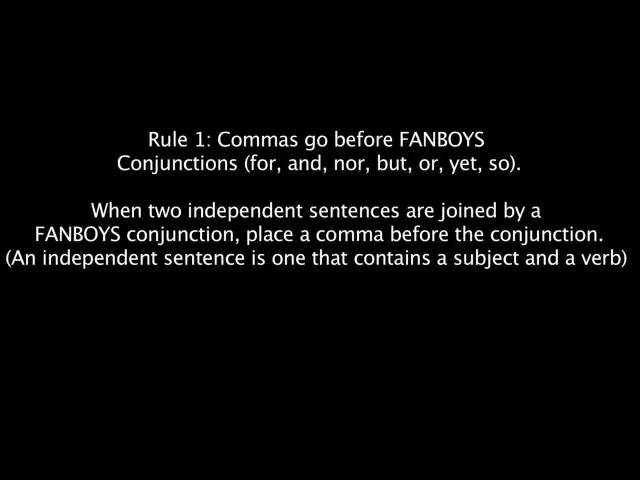 Rule 1: Commas go before FANBOYS
Conjunctions (for, and, nor, but, or, yet, so).
When two independent sentences are joined by a
FANBOYS conjunction, place a comma before the conjunction.
(An independent sentence is one that contains a subject and a verb)